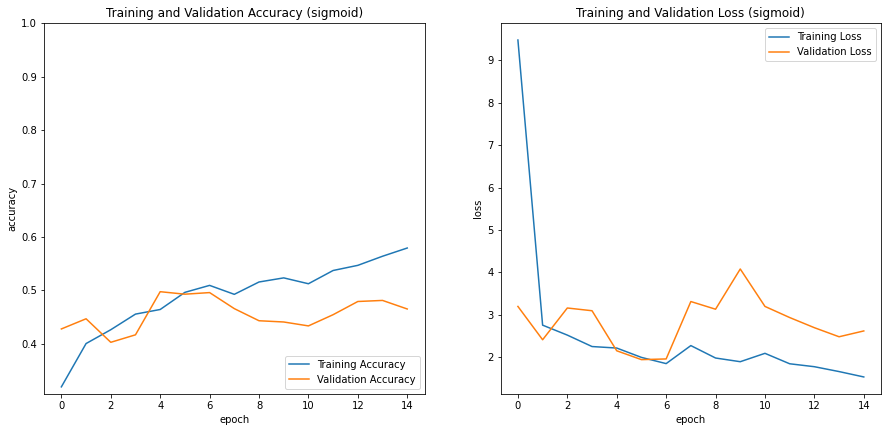 Training and Validation Accuracy (sigmoid)
1.0
0.9
0.8
0.7
0.6
0.5
0.4
accuracy
0 2 4 6 8 10 12 14
epoch
Training Accuracy
Validation Accuracy
Training and Validation Loss (sigmoid)
Training Loss
Validation Loss
9
8
7
6
5
4
3
2
loss
0 2 4 6 8 10 12 14
epoch